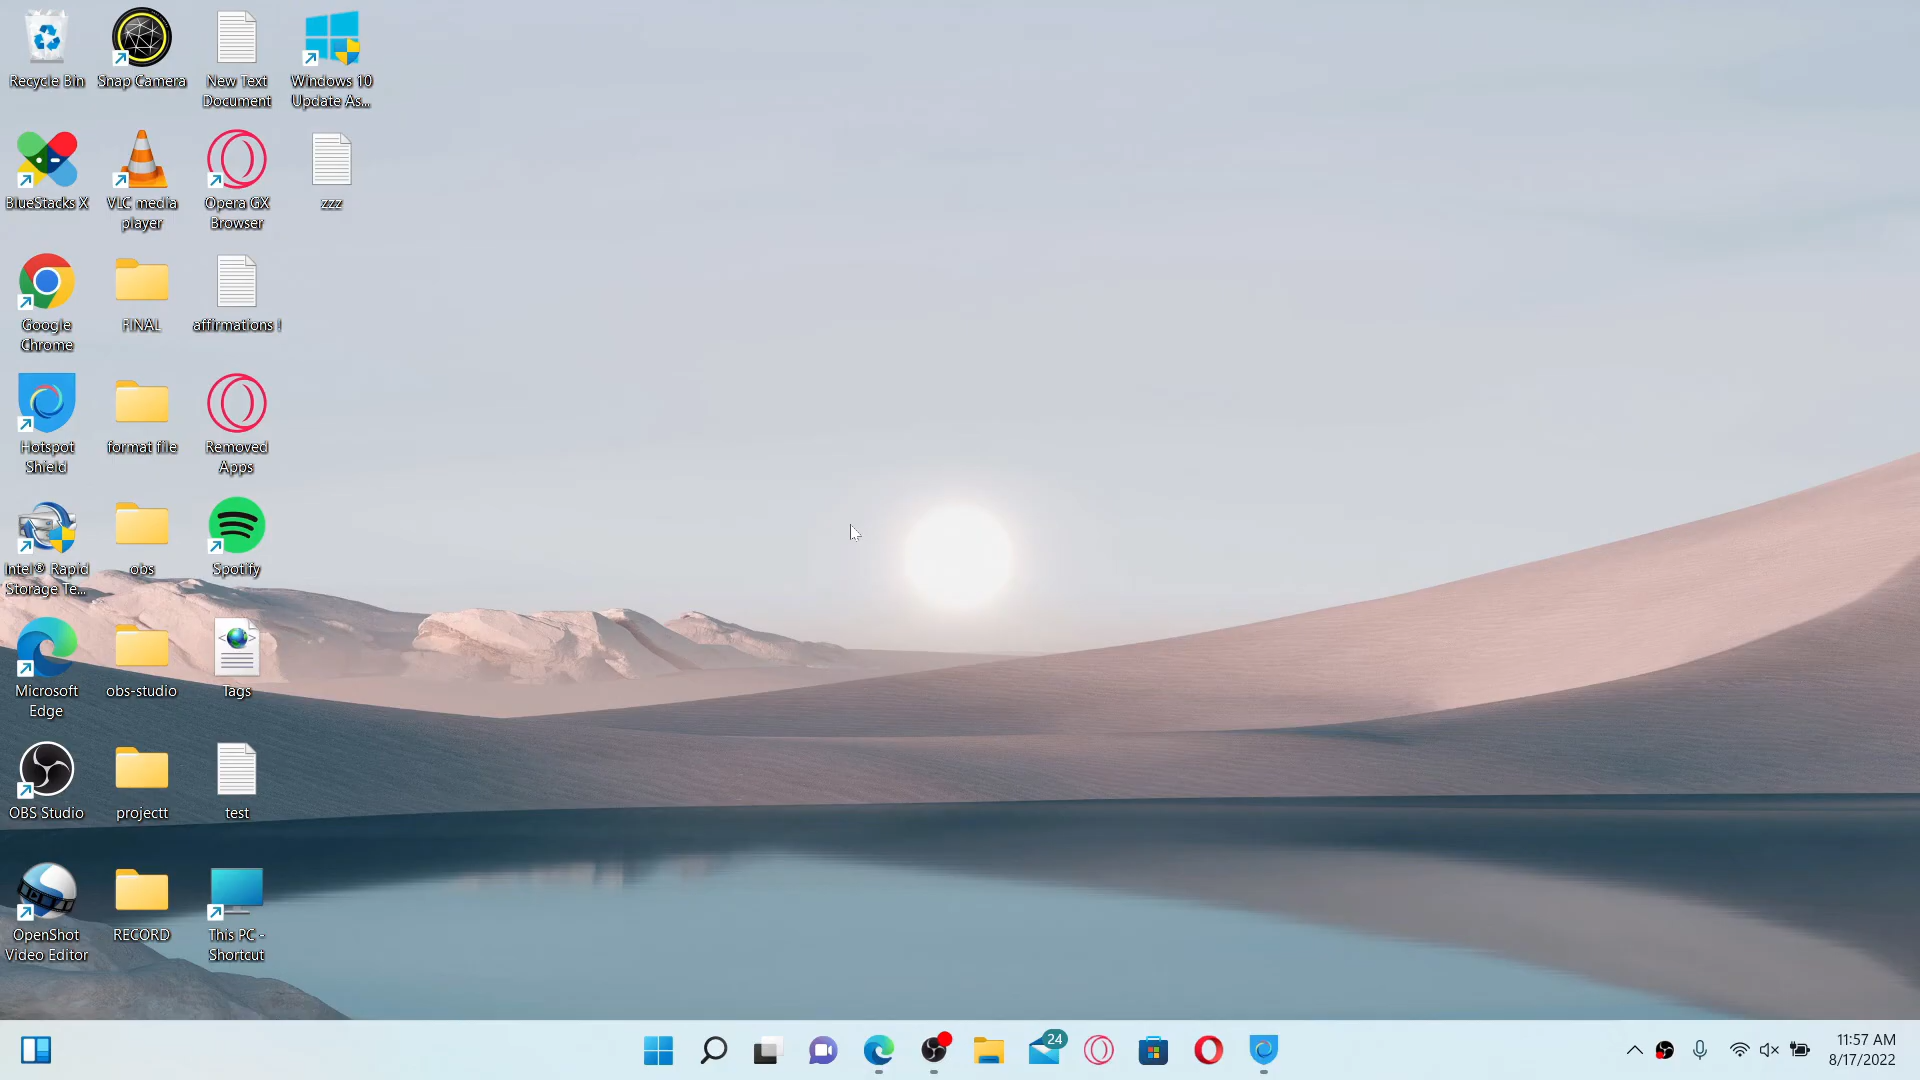 Recycle Bin
Snap Camera
New Text
Document
Windows 10
Update As...
BlueStacks X
VLC media
player
Opera GX
Browser
zzz
Google
Chrome
FINAL
affirmations !
Hotspot
Shield
format file
Removed
Apps
Intel® Rapid
Storage Te...
obs
Spotify
Microsoft
Edge
obs-studio
Tags
OBS Studio
projectt
test
OpenShot
Video Editor
RECORD
This PC -
Shortcut
24
11:57 AM
8/17/2022